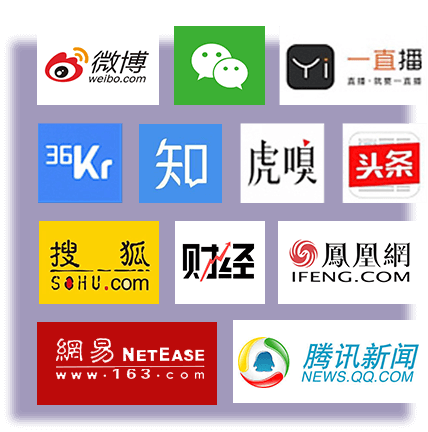 微博
weibo.com
Yi
一直播
直播·就要一直播
36Kr
知
虎嗅
头条
搜 狐
SOHU.com
财经
鳳凰網
IFENG.COM
網易 NETEASE
www.163.com
腾讯新闻
NEWS.QQ.COM